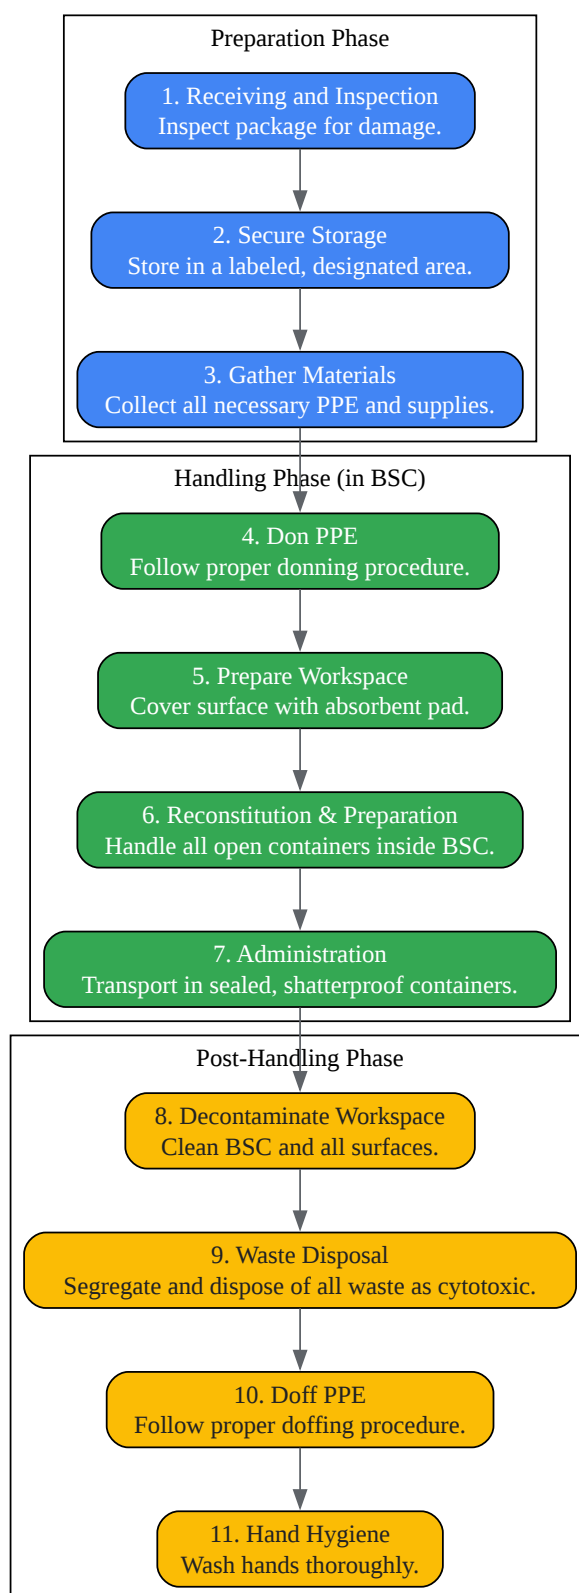 Preparation Phase
1. Receiving and Inspection
Inspect package for damage.
2. Secure Storage
Store in a labeled, designated area.
3. Gather Materials
Collect all necessary PPE and supplies.
Handling Phase (in BSC)
4. Don PPE
Follow proper donning procedure.
5. Prepare Workspace
Cover surface with absorbent pad.
6. Reconstitution & Preparation
Handle all open containers inside BSC.
7. Administration
Transport in sealed, shatterproof containers.
Post-Handling Phase
8. Decontaminate Workspace
Clean BSC and all surfaces.
9. Waste Disposal
Segregate and dispose of all waste as cytotoxic.
10. Doff PPE
Follow proper doffing procedure.
11. Hand Hygiene
Wash hands thoroughly.